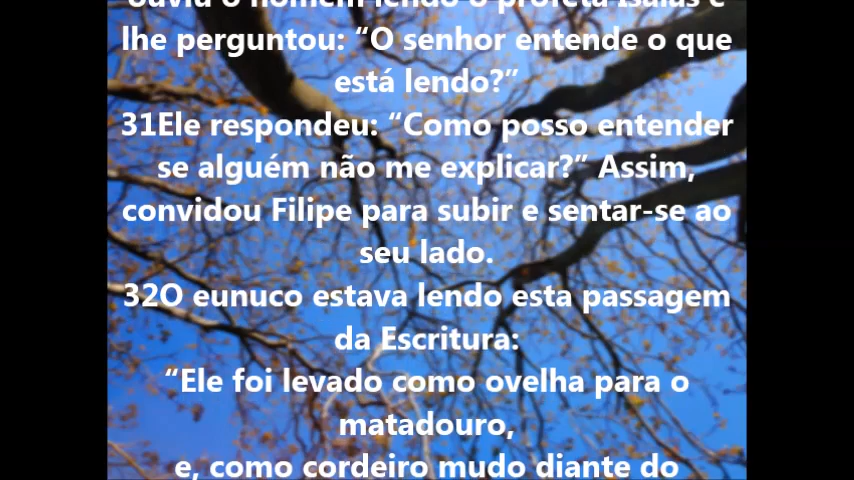 ouviu o homem lendo o profeta Isaías e
lhe perguntou: “O senhor entende o que
está lendo?”
31Ele respondeu: “Como posso entender
se alguém não me explicar?” Assim,
convidou Filipe para subir e sentar-se ao
seu lado.
32O eunuco estava lendo esta passagem
da Escritura:
“Ele foi levado como ovelha para o
matadouro,
e, como cordeiro mudo diante do